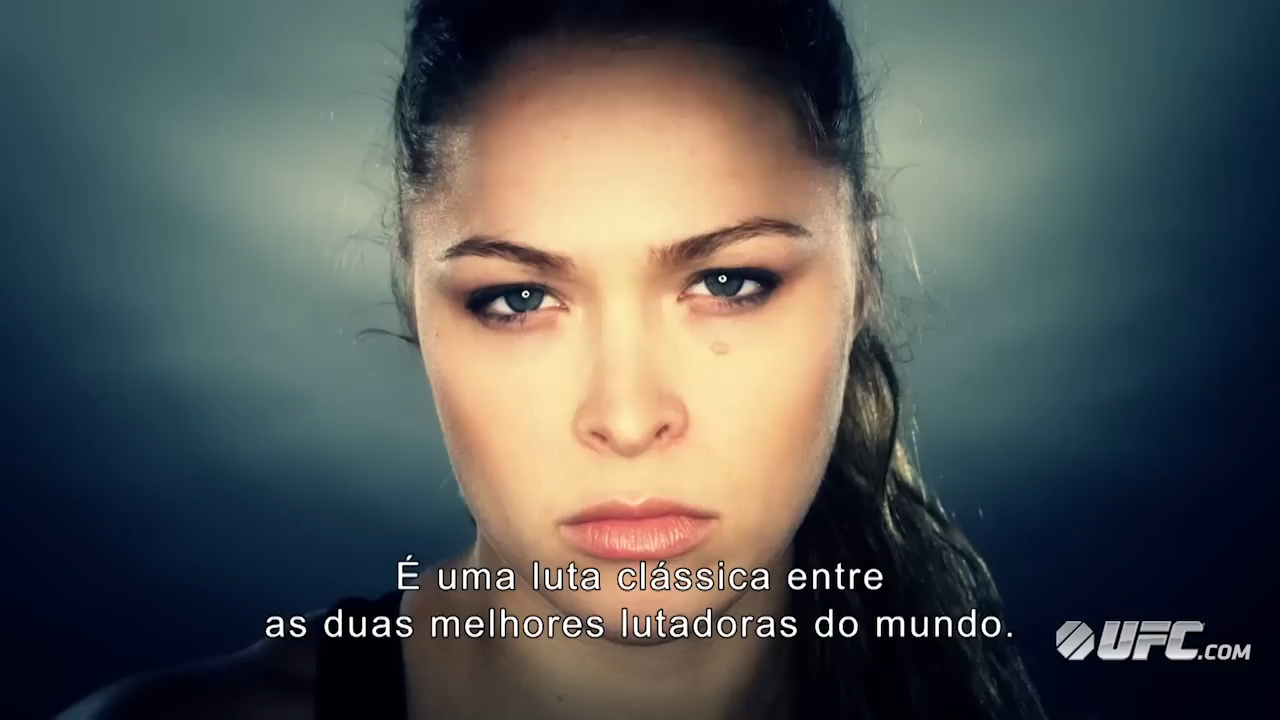 É uma luta clássica entre
as duas melhores lutadoras do mundo.
UFC.COM